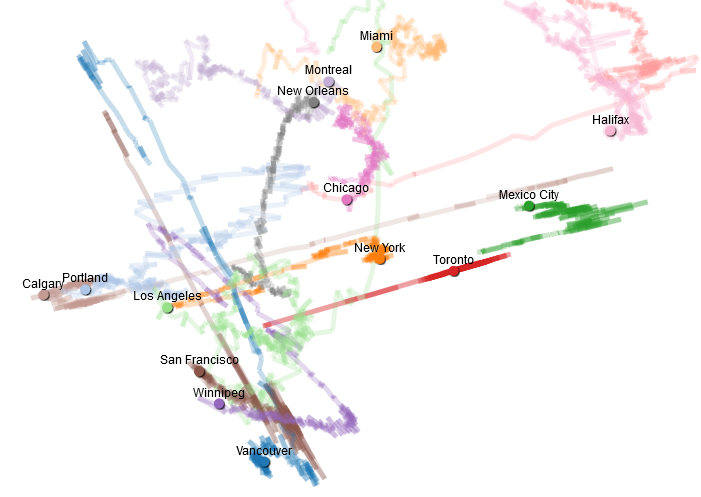 Miami
Montreal
New Orleans
Halifax
Chicago
Mexico City
New York
Toronto
Calgary
Portland
Los Angeles
San Francisco
Winnipeg
Vancouver